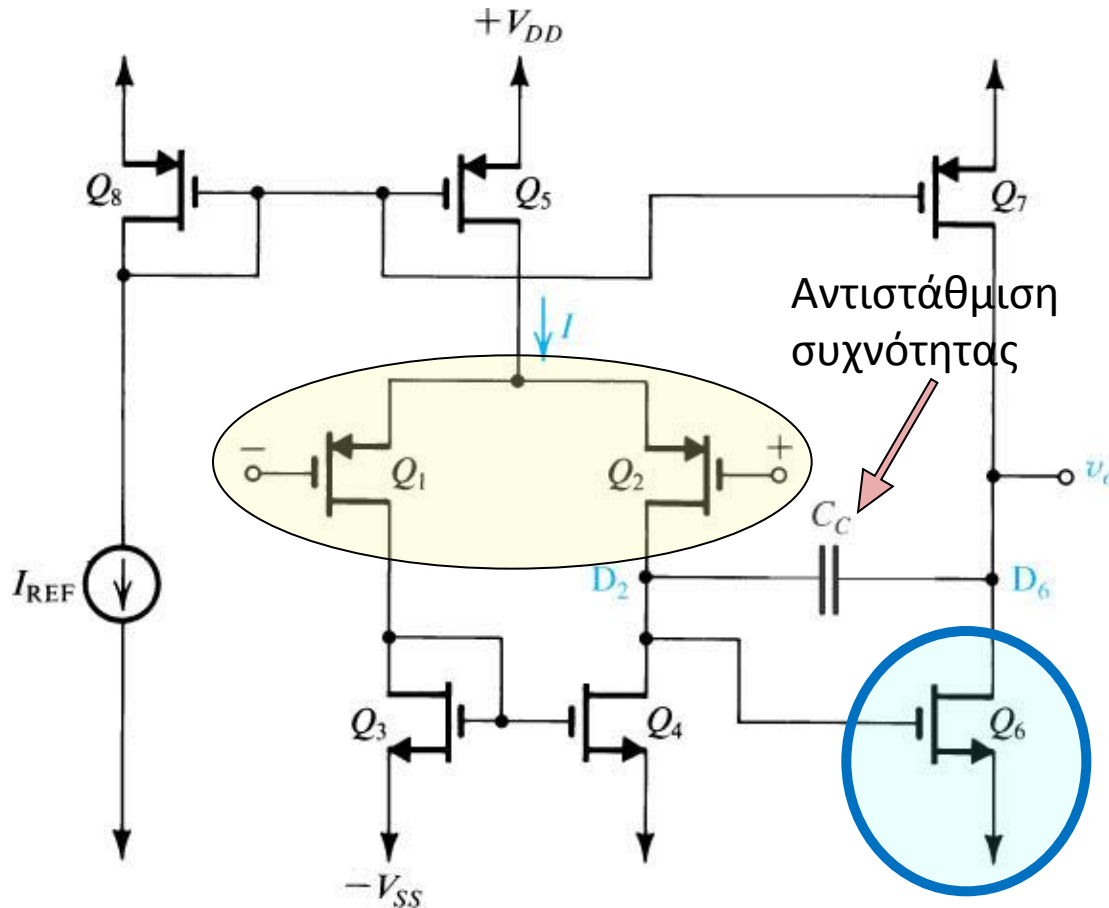 +V_DD
Q_8
Q_5
Q_7
Αντιστάθμιση
συχνότητας
I
−
Q_1
Q_2
+
C_C
I_REF
D_2
D_6
Q_3
Q_4
Q_6
−V_SS